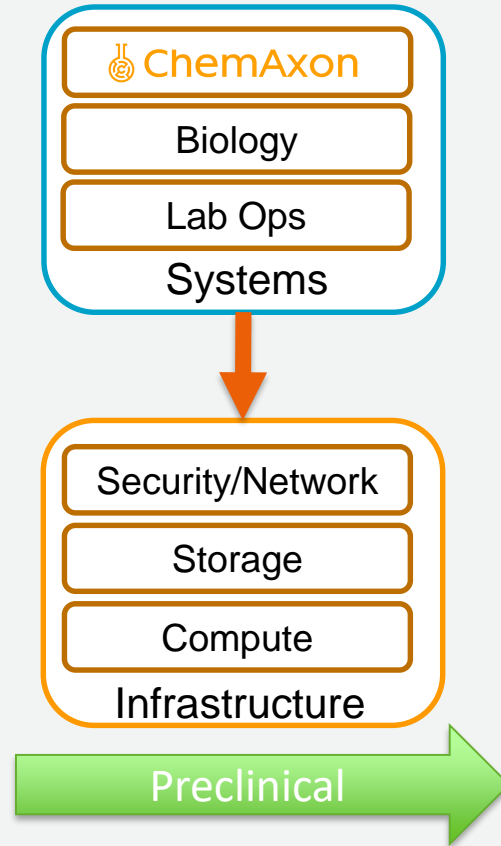 ChemAxon
Biology
Lab Ops
Systems
Security/Network
Storage
Compute
Infrastructure
Preclinical